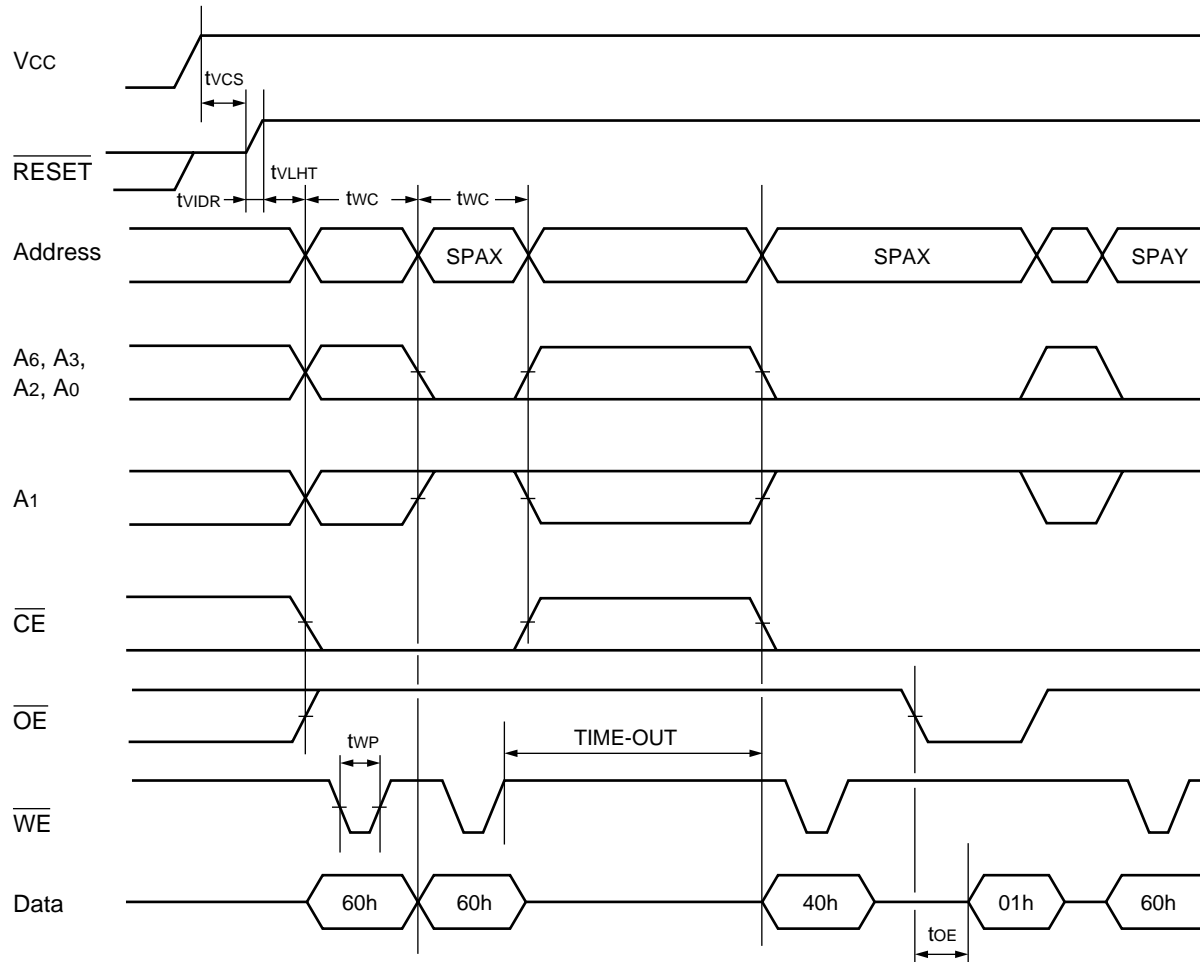 VCC
tVCS
RESET
tVLHT
tVIDR
tWC
tWC
Address
SPAX
SPAX
SPAY
A6, A3,
A2, A0
A1
CE
OE
TIME-OUT
tWP
WE
Data
60h
60h
40h
01h
60h
tOE